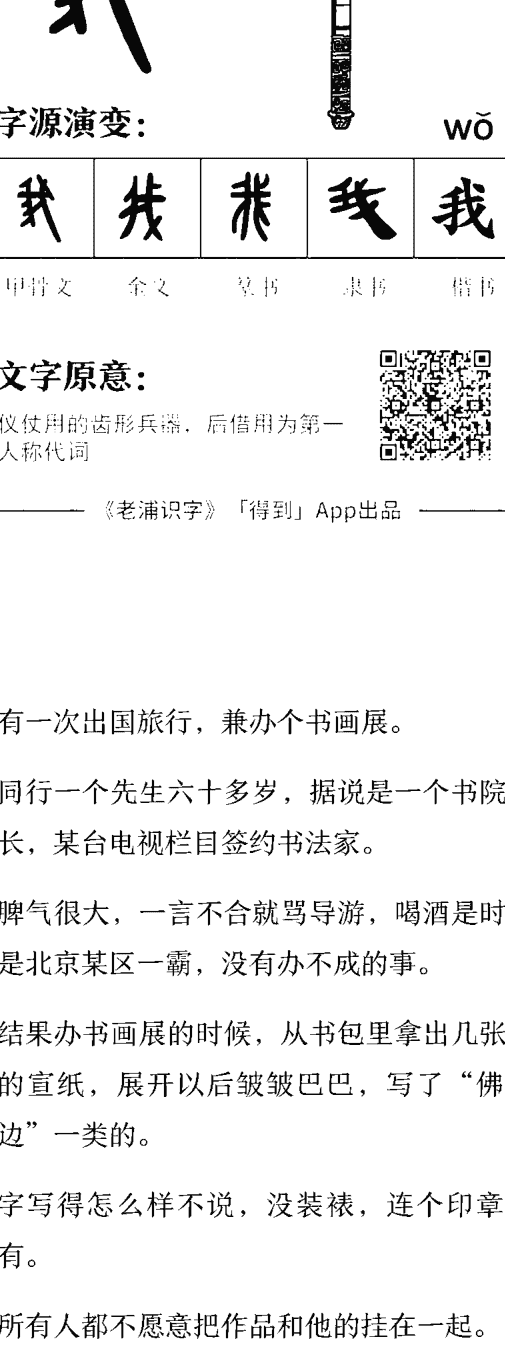 字源演变：
wǒ
我 我 我 我 我
甲骨文 金文 篆书 隶书 楷书
文字原意：
仪仗用的齿形兵器，后借用为第一
人称代词
《老浦识字》「得到」App出品
有一次出国旅行，兼办个书画展。
同行一个先生六十多岁，据说是一个书院
长，某台电视栏目签约书法家。
脾气很大，一言不合就骂导游，喝酒是时
是北京某区一霸，没有办不成的事。
结果办书画展的时候，从书包里拿出几张
的宣纸，展开以后皱皱巴巴，写了“佛
边”一类的。
字写得怎么样不说，没装裱，连个印章
有。
所有人都不愿意把作品和他的挂在一起。